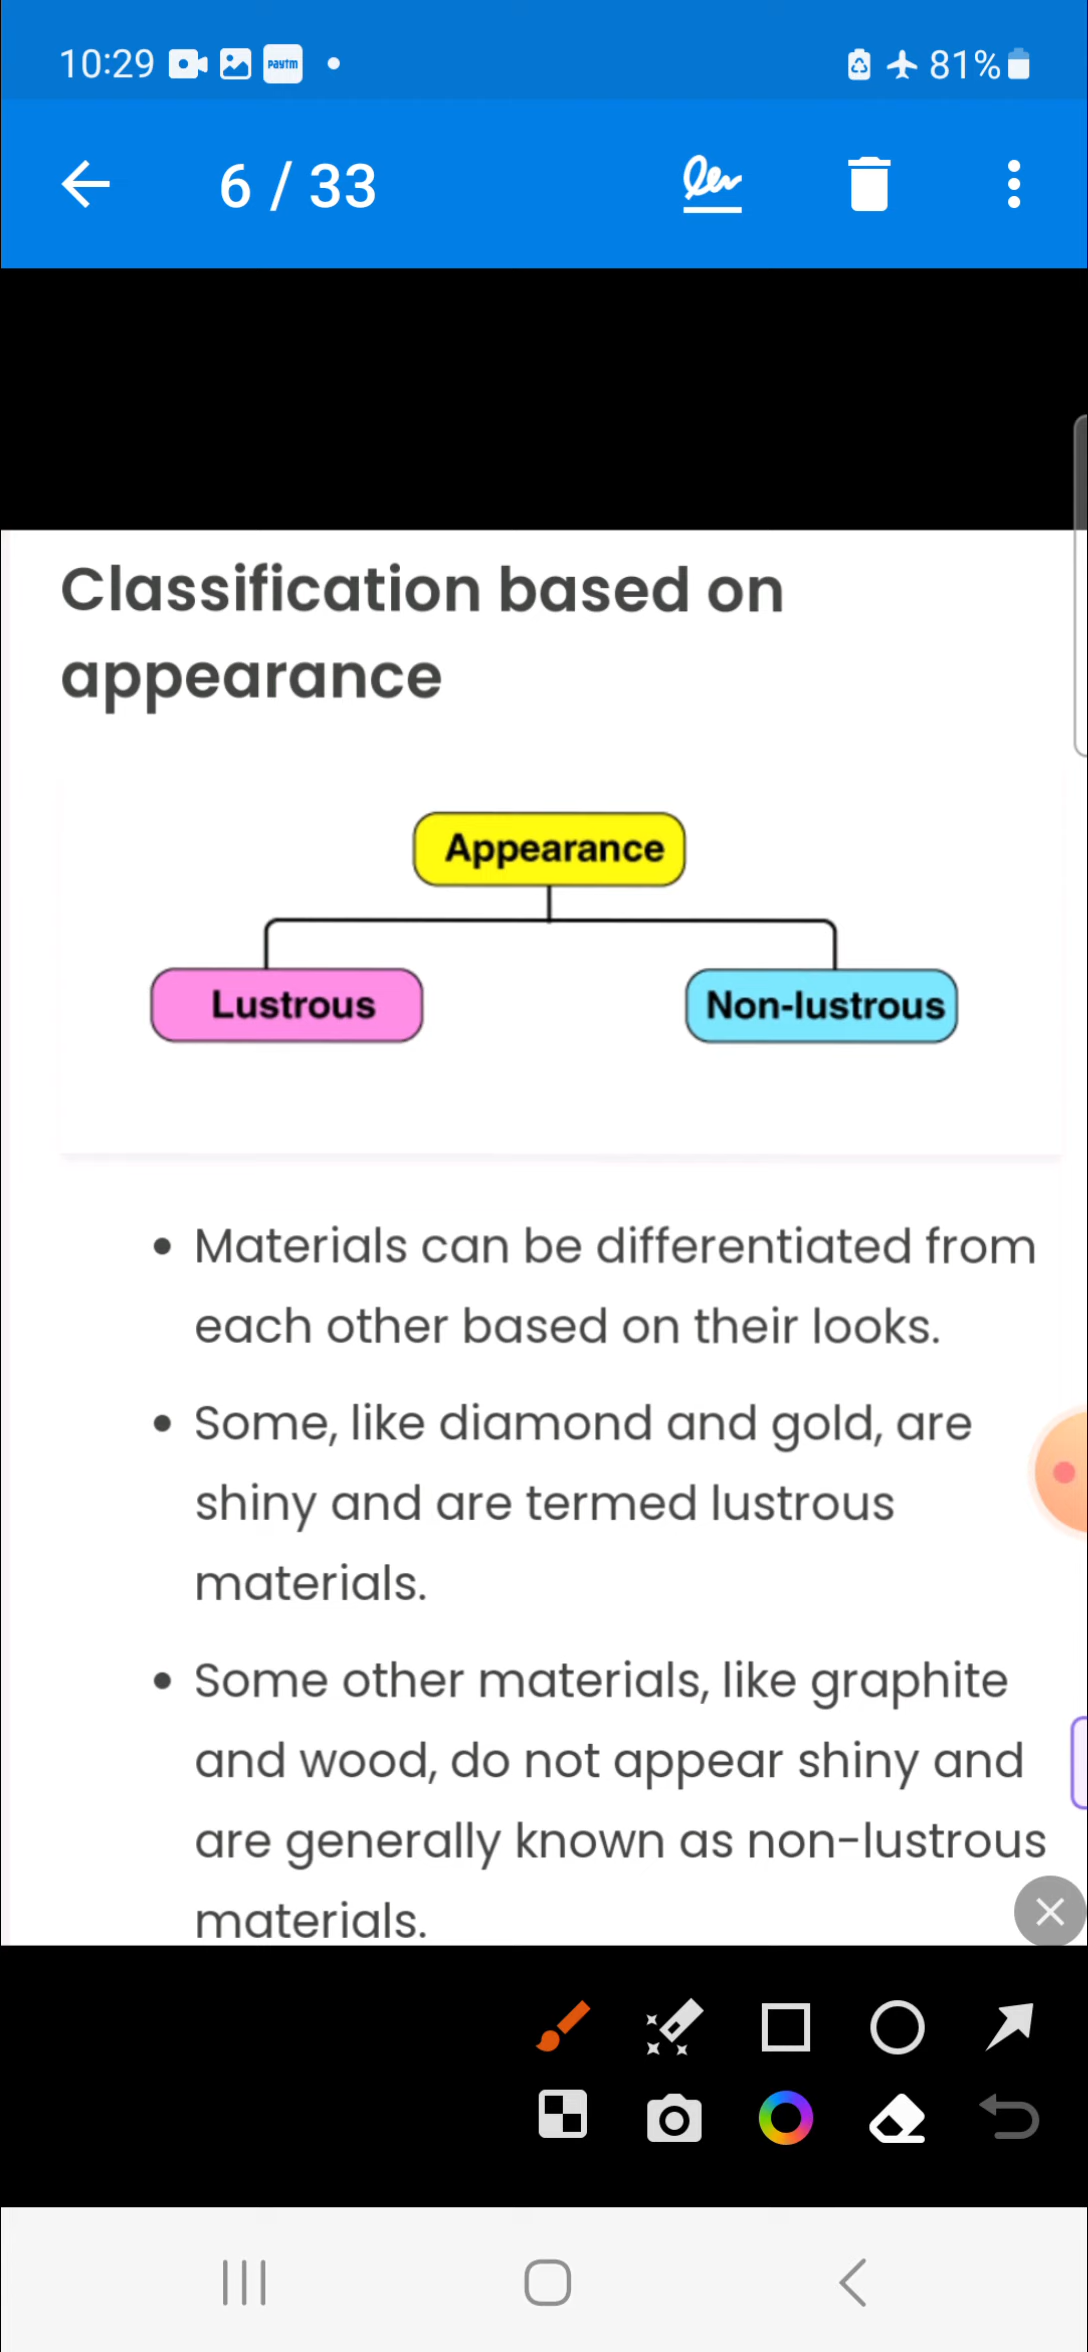 10:29 Paytm 81%
6 / 33
Classification based on
appearance
Appearance
Lustrous Non-lustrous
• Materials can be differentiated from
each other based on their looks.
• Some, like diamond and gold, are
shiny and are termed lustrous
materials.
• Some other materials, like graphite
and wood, do not appear shiny and
are generally known as non-lustrous
materials.